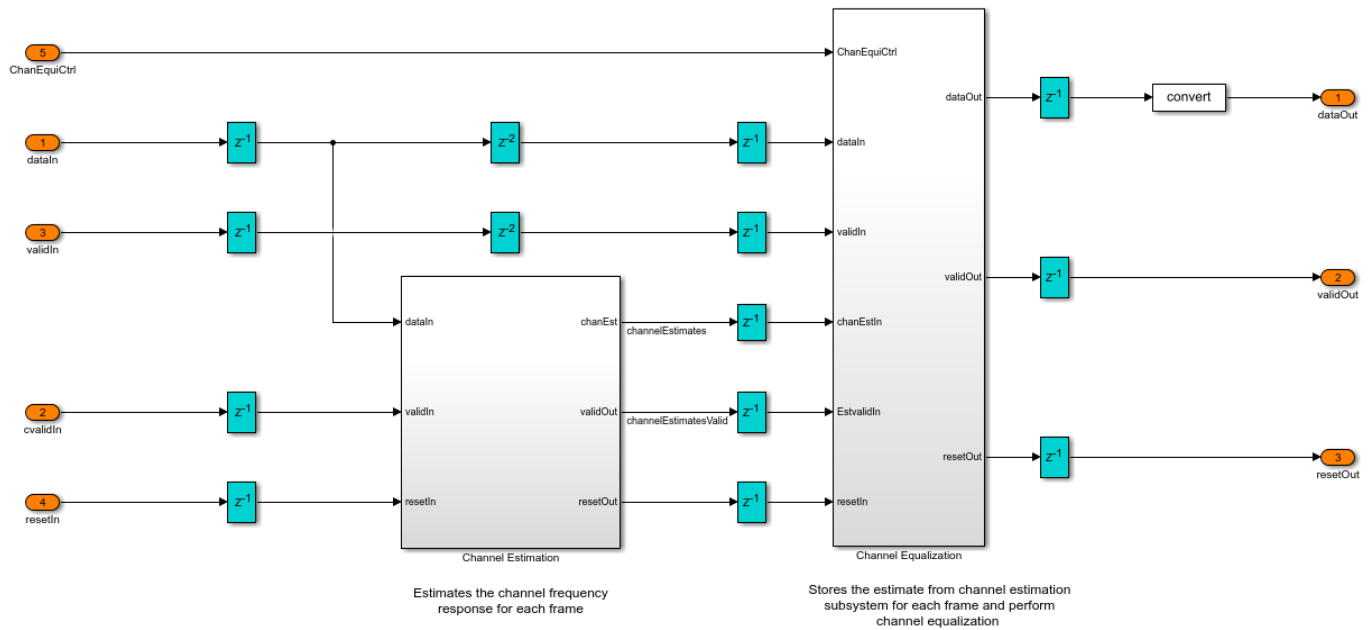 5
ChanEquiCtrl
ChanEquiCtrl
dataOut
z-1
convert
1
dataOut
1
dataIn
z-1
z-2
z-1
dataIn
3
validIn
z-1
z-2
z-1
validIn
validOut
z-1
2
validOut
dataIn
chanEst
channelEstimates
z-1
chanEstIn
2
cvalidIn
z-1
validIn
validOut
channelEstimatesValid
z-1
EstvalidIn
resetOut
z-1
3
resetOut
4
resetIn
z-1
resetIn
resetOut
z-1
resetIn
Channel Estimation
Channel Equalization
Estimates the channel frequency
response for each frame
Stores the estimate from channel estimation
subsystem for each frame and perform
channel equalization